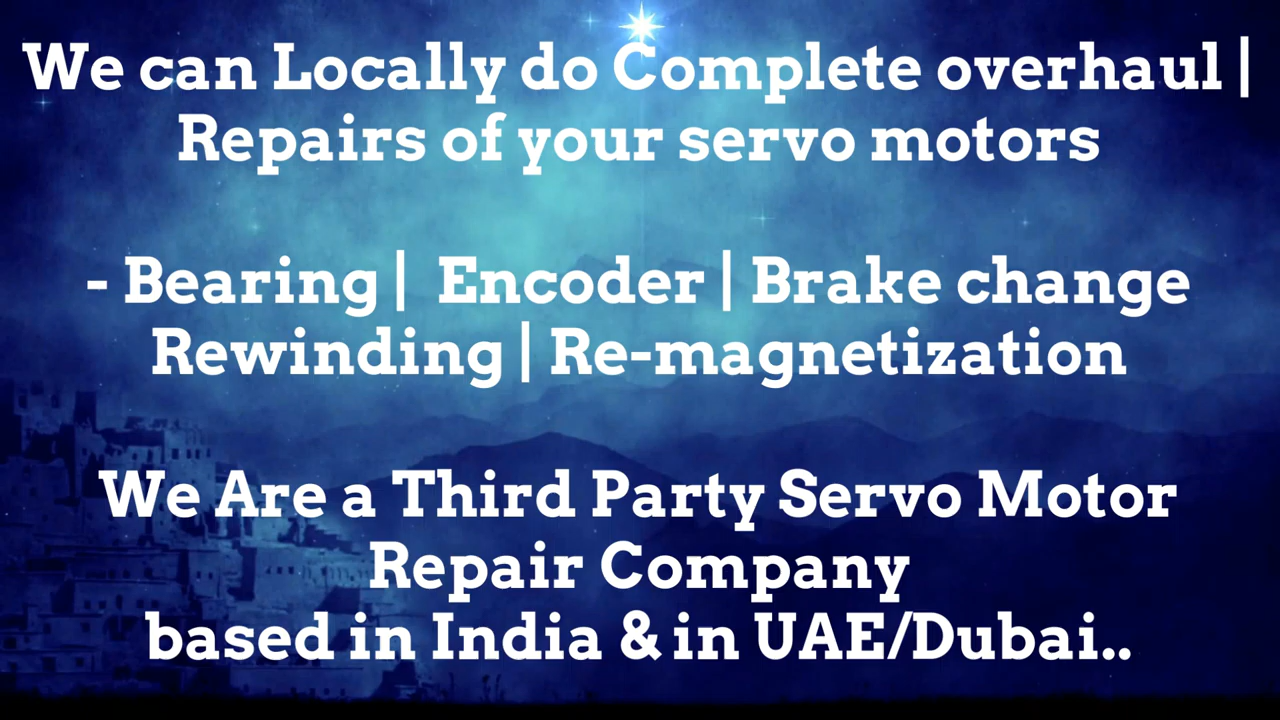 We can Locally do Complete overhaul |
Repairs of your servo motors
- Bearing | Encoder | Brake change
Rewinding | Re-magnetization
We Are a Third Party Servo Motor
Repair Company
based in India & in UAE/Dubai..